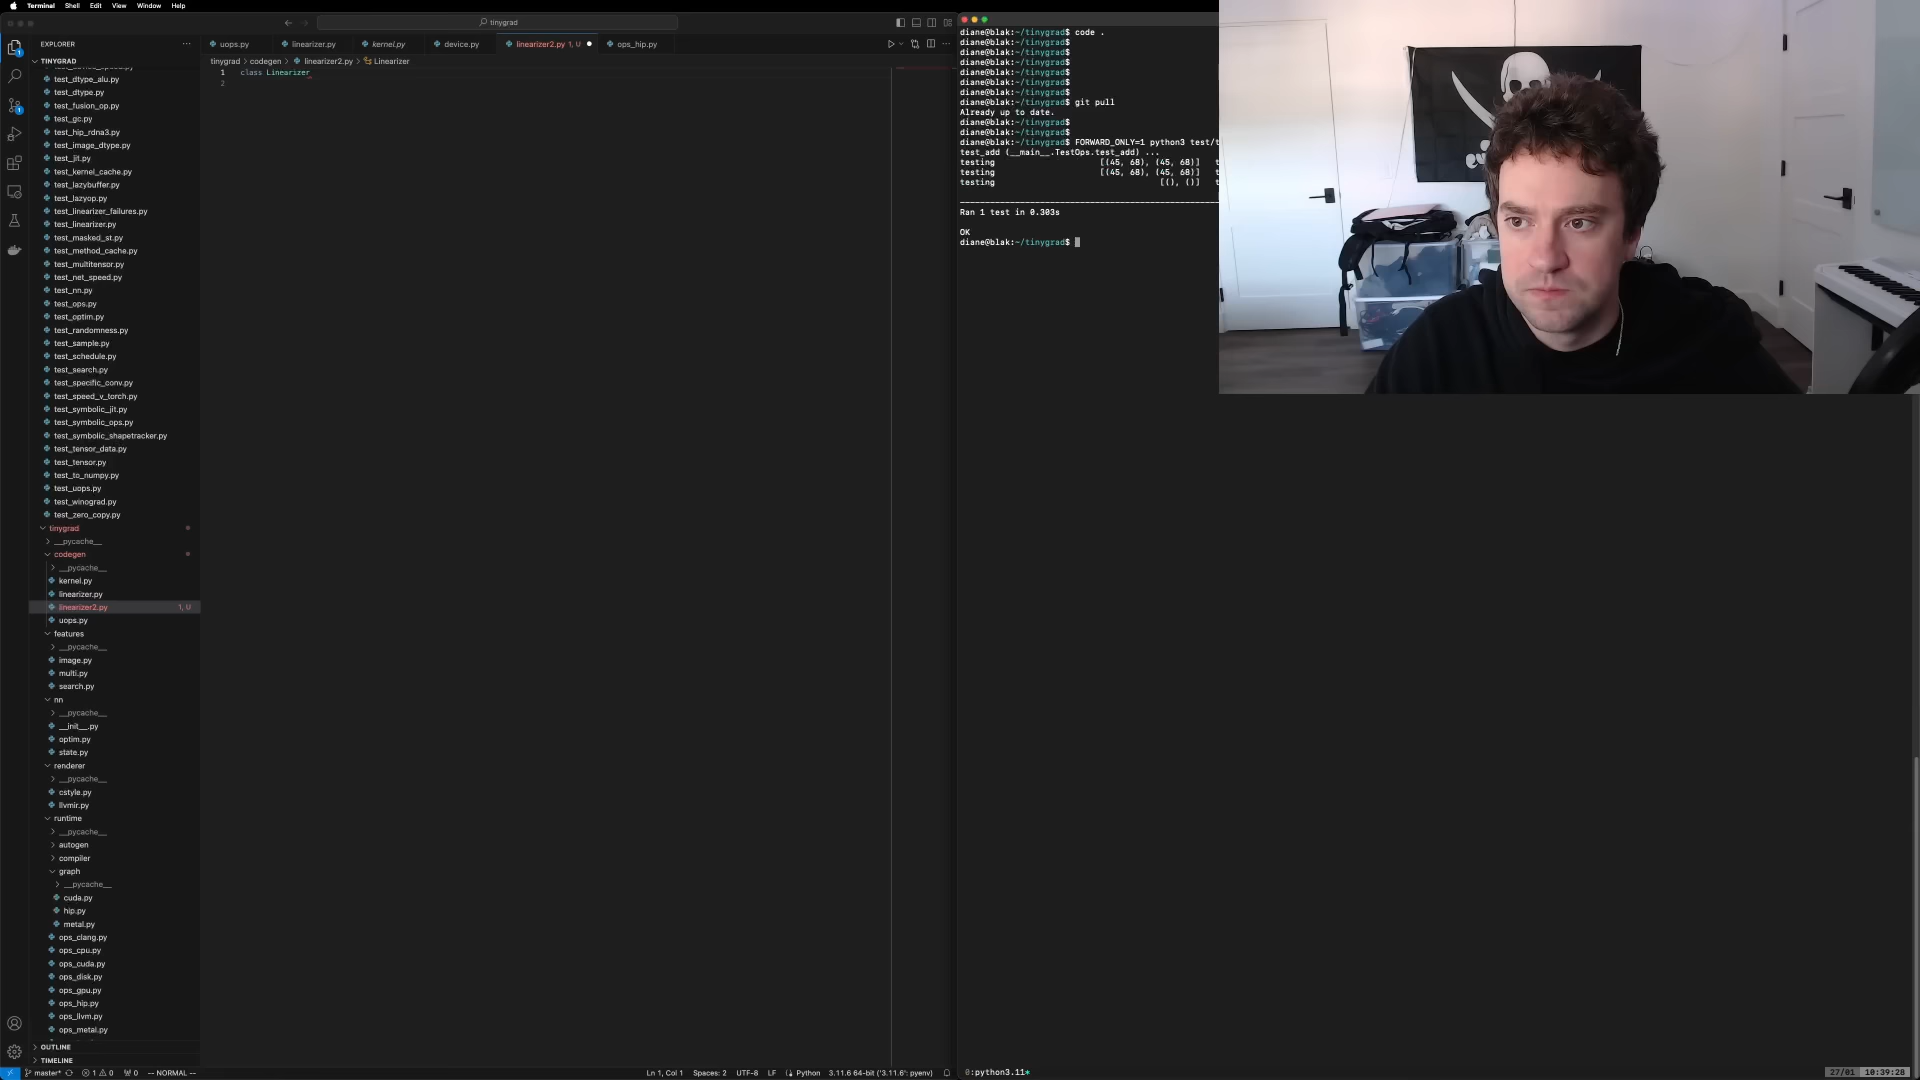 Terminal Shell Edit View Window Help
tinygrad
EXPLORER
uops.py linearizer.py kernel.py device.py linearizer2.py 1, U ops_hip.py
TINYGRAD
tinygrad > codegen > linearizer2.py > Linearizer
1 class Linearizer
2
test_dtype_alu.py
test_dtype.py
test_fusion_op.py
test_gc.py
test_hip_rdna3.py
test_image_dtype.py
test_jit.py
test_kernel_cache.py
test_lazybuffer.py
test_lazyop.py
test_linearizer_failures.py
test_linearizer.py
test_masked_st.py
test_method_cache.py
test_multitensor.py
test_net_speed.py
test_nn.py
test_ops.py
test_optim.py
test_randomness.py
test_sample.py
test_schedule.py
test_search.py
test_specific_conv.py
test_speed_v_torch.py
test_symbolic_jit.py
test_symbolic_ops.py
test_symbolic_shapetracker.py
test_tensor_data.py
test_tensor.py
test_to_numpy.py
test_uops.py
test_winograd.py
test_zero_copy.py
tinygrad
__pycache__
codegen
__pycache__
kernel.py
linearizer.py
linearizer2.py 1, U
uops.py
features
__pycache__
image.py
multi.py
search.py
nn
__pycache__
__init__.py
optim.py
state.py
renderer
__pycache__
cstyle.py
llvmir.py
runtime
__pycache__
autogen
compiler
graph
__pycache__
cuda.py
hip.py
metal.py
ops_clang.py
ops_cpu.py
ops_cuda.py
ops_disk.py
ops_gpu.py
ops_hip.py
ops_llvm.py
ops_metal.py
OUTLINE
TIMELINE
master* 1 0 0 -- NORMAL -- Ln 1, Col 1 Spaces: 2 UTF-8 LF Python 3.11.6 64-bit ('3.11.6': pyenv)
diane@blak:~/tinygrad$ code .
diane@blak:~/tinygrad$
diane@blak:~/tinygrad$
diane@blak:~/tinygrad$
diane@blak:~/tinygrad$
diane@blak:~/tinygrad$
diane@blak:~/tinygrad$
diane@blak:~/tinygrad$ git pull
Already up to date.
diane@blak:~/tinygrad$
diane@blak:~/tinygrad$
diane@blak:~/tinygrad$ FORWARD_ONLY=1 python3 test/t
test_add (__main__.TestOps.test_add) ...
testing [(45, 68), (45, 68)] t
testing [(45, 68), (45, 68)] t
testing [(), ()] t
Ran 1 test in 0.303s
OK
diane@blak:~/tinygrad$
0:python3.11* 27/01 10:39:28